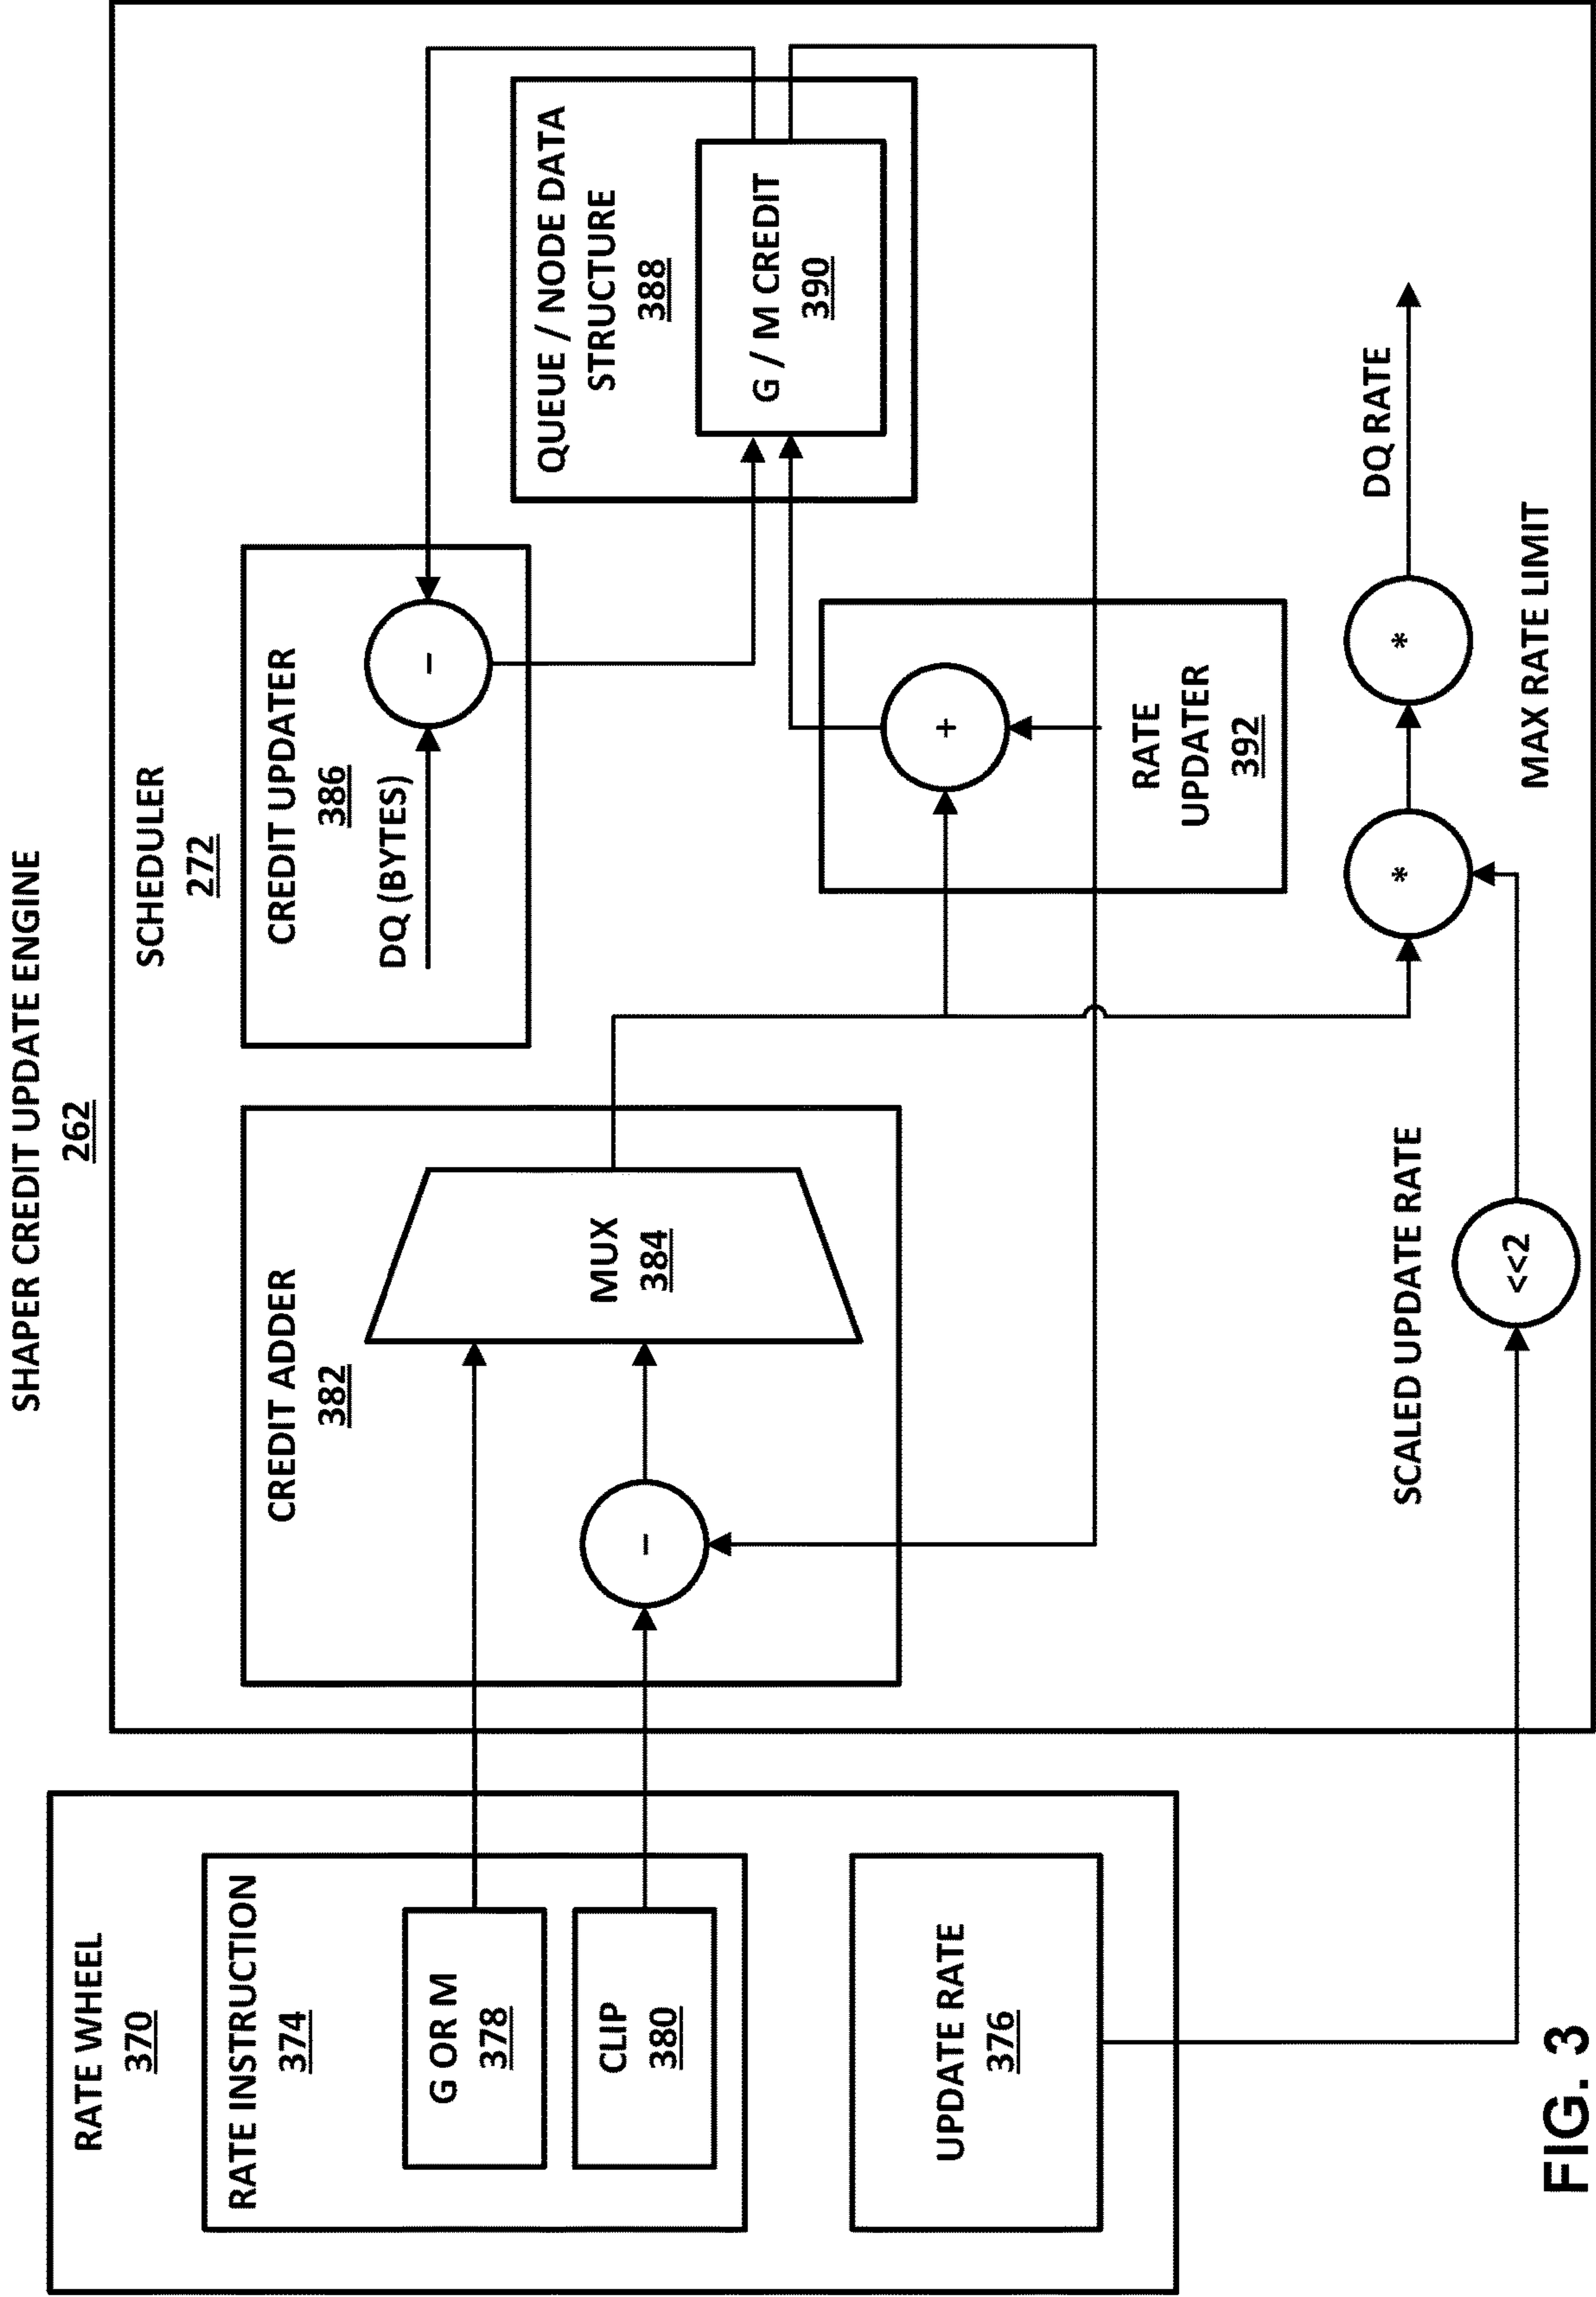 SHAPER CREDIT UPDATE ENGINE
262
RATE WHEEL
370
RATE INSTRUCTION
374
G OR M
378
CLIP
380
UPDATE RATE
376
SCHEDULER
272
CREDIT ADDER
382
MUX
384
-
CREDIT UPDATER
386
DQ (BYTES)
-
QUEUE / NODE DATA
STRUCTURE
388
G / M CREDIT
390
+
RATE
UPDATER
392
SCALED UPDATE RATE
<<2
*
*
DQ RATE
MAX RATE LIMIT
FIG. 3